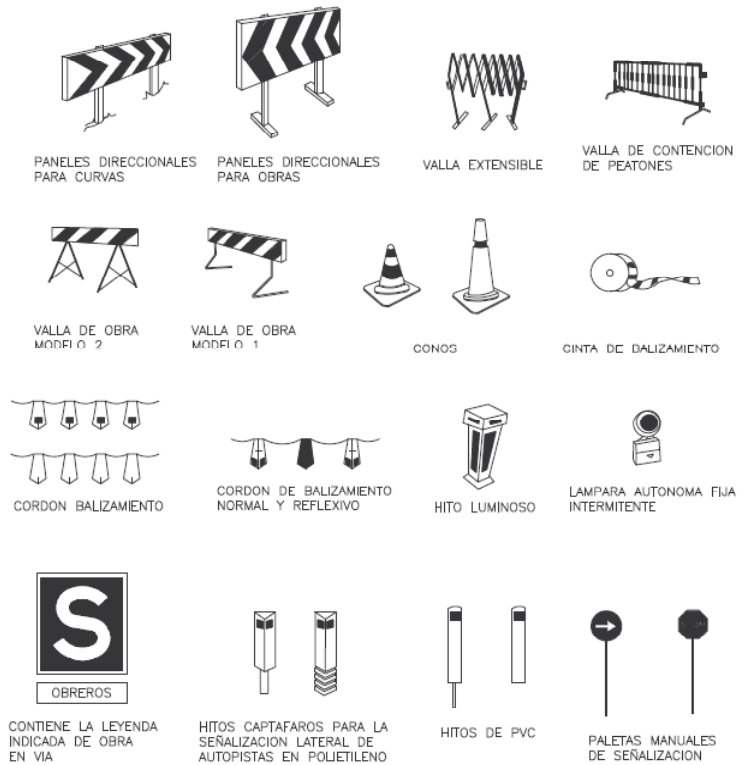 PANELES DIRECCIONALES
PARA CURVAS
PANELES DIRECCIONALES
PARA OBRAS
VALLA EXTENSIBLE
VALLA DE CONTENCION
DE PEATONES
VALLA DE OBRA
MODELO 2
VALLA DE OBRA
MODELO 1
CONOS
CINTA DE BALIZAMIENTO
CORDON BALIZAMIENTO
CORDON DE BALIZAMIENTO
NORMAL Y REFLEXIVO
HITO LUMINOSO
LAMPARA AUTONOMA FIJA
INTERMITENTE
S
OBREROS
CONTIENE LA LEYENDA
INDICADA DE OBRA
EN VIA
HITOS CAPTAFAROS PARA LA
SEÑALIZACION LATERAL DE
AUTOPISTAS EN POLIETILENO
HITOS DE PVC
PALETAS MANUALES
DE SEÑALIZACION